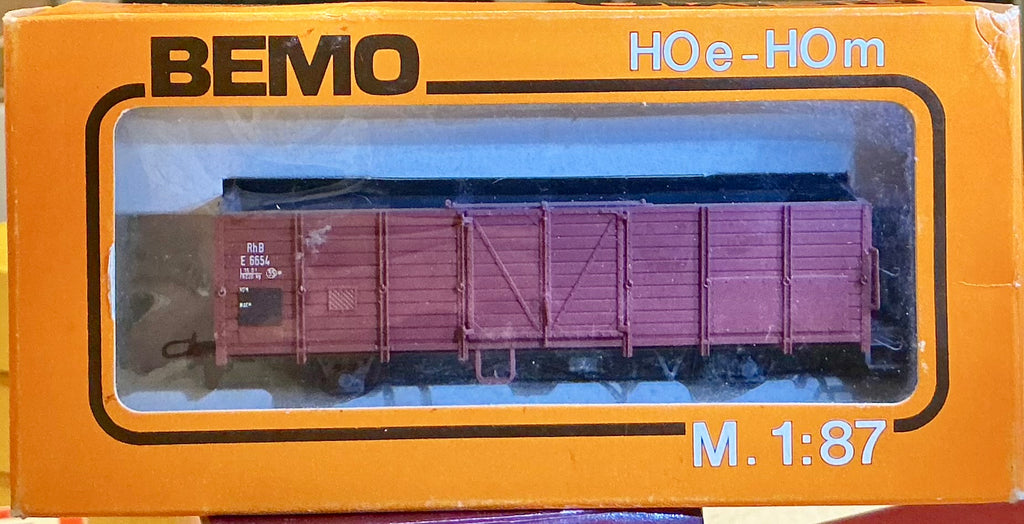 BEMO
HOe-HOm
RhB
E 6654
M. 1:87